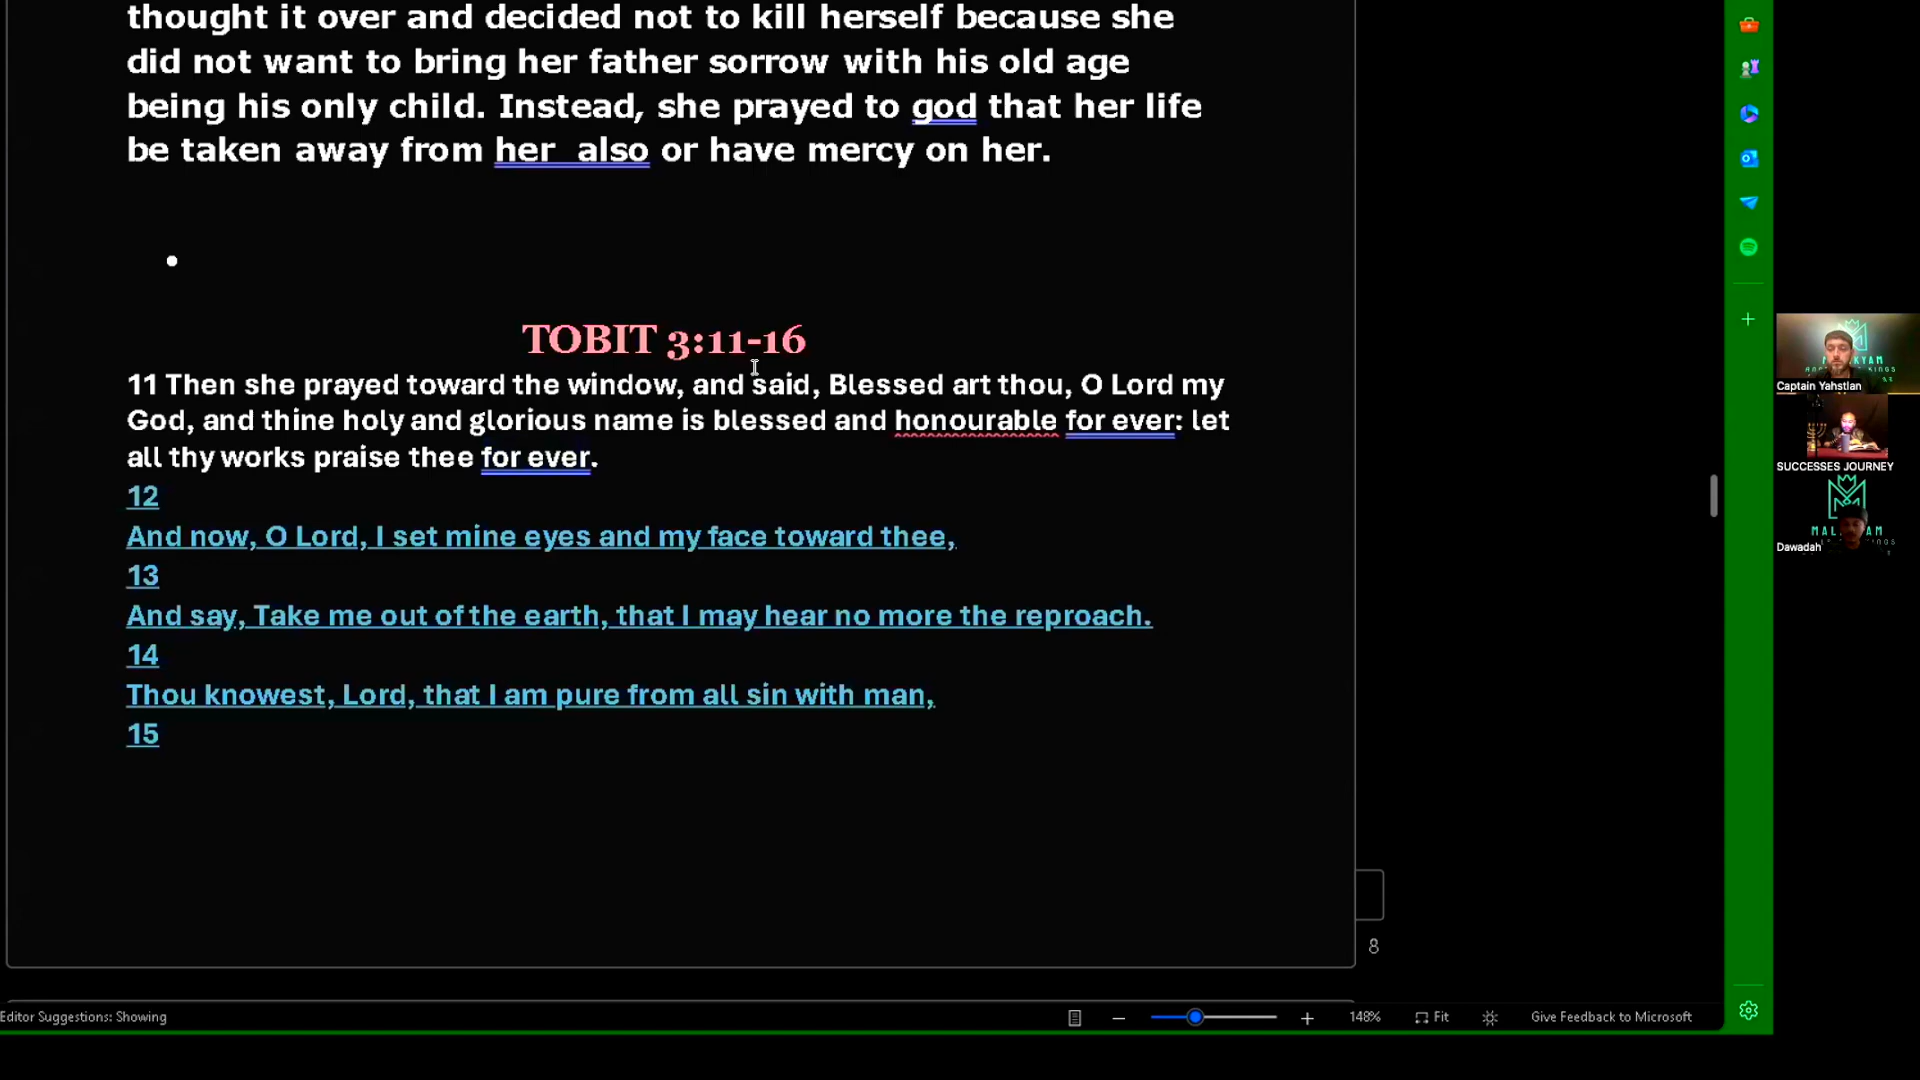 thought it over and decided not to kill herself because she
did not want to bring her father sorrow with his old age
being his only child. Instead, she prayed to god that her life
be taken away from her  also or have mercy on her.
TOBIT 3:11-16
11 Then she prayed toward the window, and said, Blessed art thou, O Lord my
God, and thine holy and glorious name is blessed and honourable for ever: let
all thy works praise thee for ever.
12
And now, O Lord, I set mine eyes and my face toward thee,
13
And say, Take me out of the earth, that I may hear no more the reproach.
14
Thou knowest, Lord, that I am pure from all sin with man,
15
8
Editor Suggestions: Showing
148%
Fit
Give Feedback to Microsoft
Captain Yahstlan
SUCCESSES JOURNEY
Dawadah